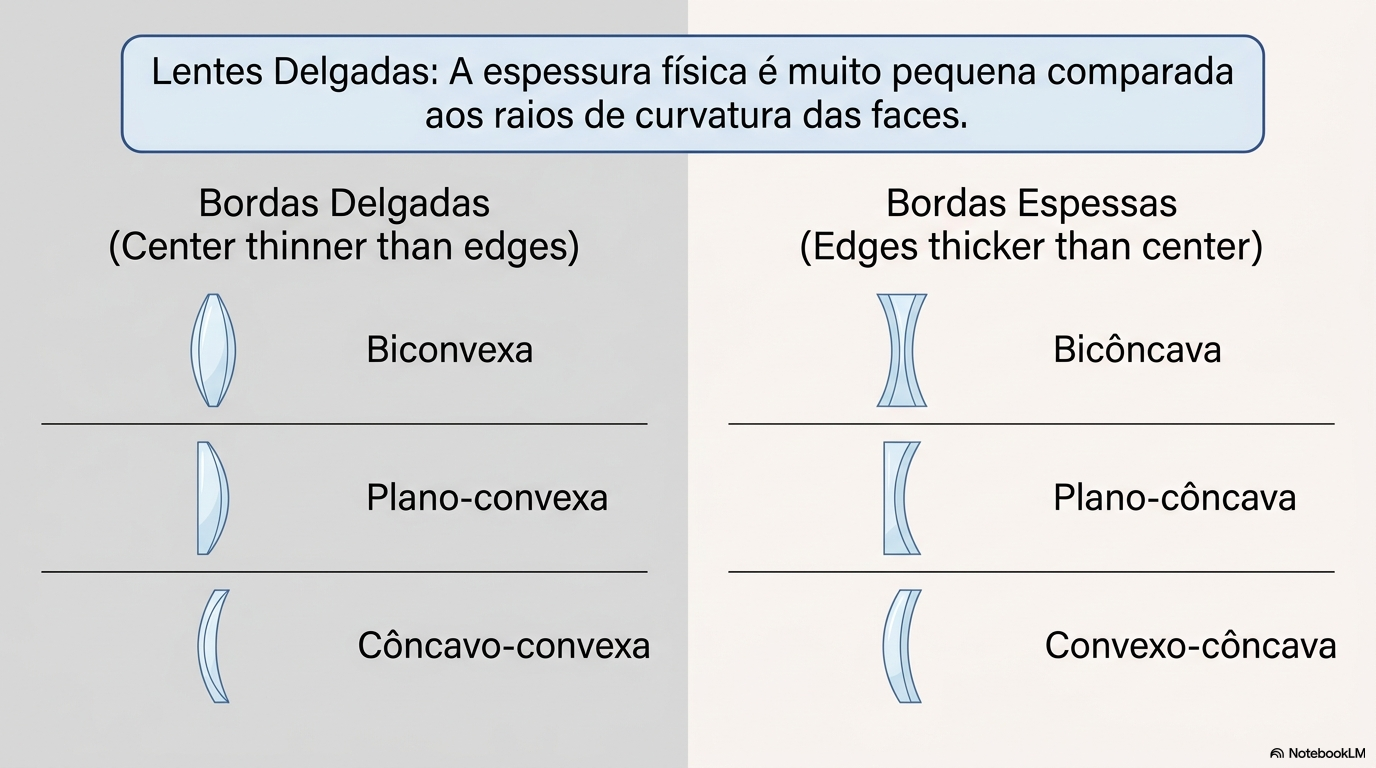 Lentes Delgadas: A espessura física é muito pequena comparada
aos raios de curvatura das faces.
Bordas Delgadas
(Center thinner than edges)
Biconvexa
Plano-convexa
Côncavo-convexa
Bordas Espessas
(Edges thicker than center)
Bicôncava
Plano-côncava
Convexo-côncava
NotebookLM